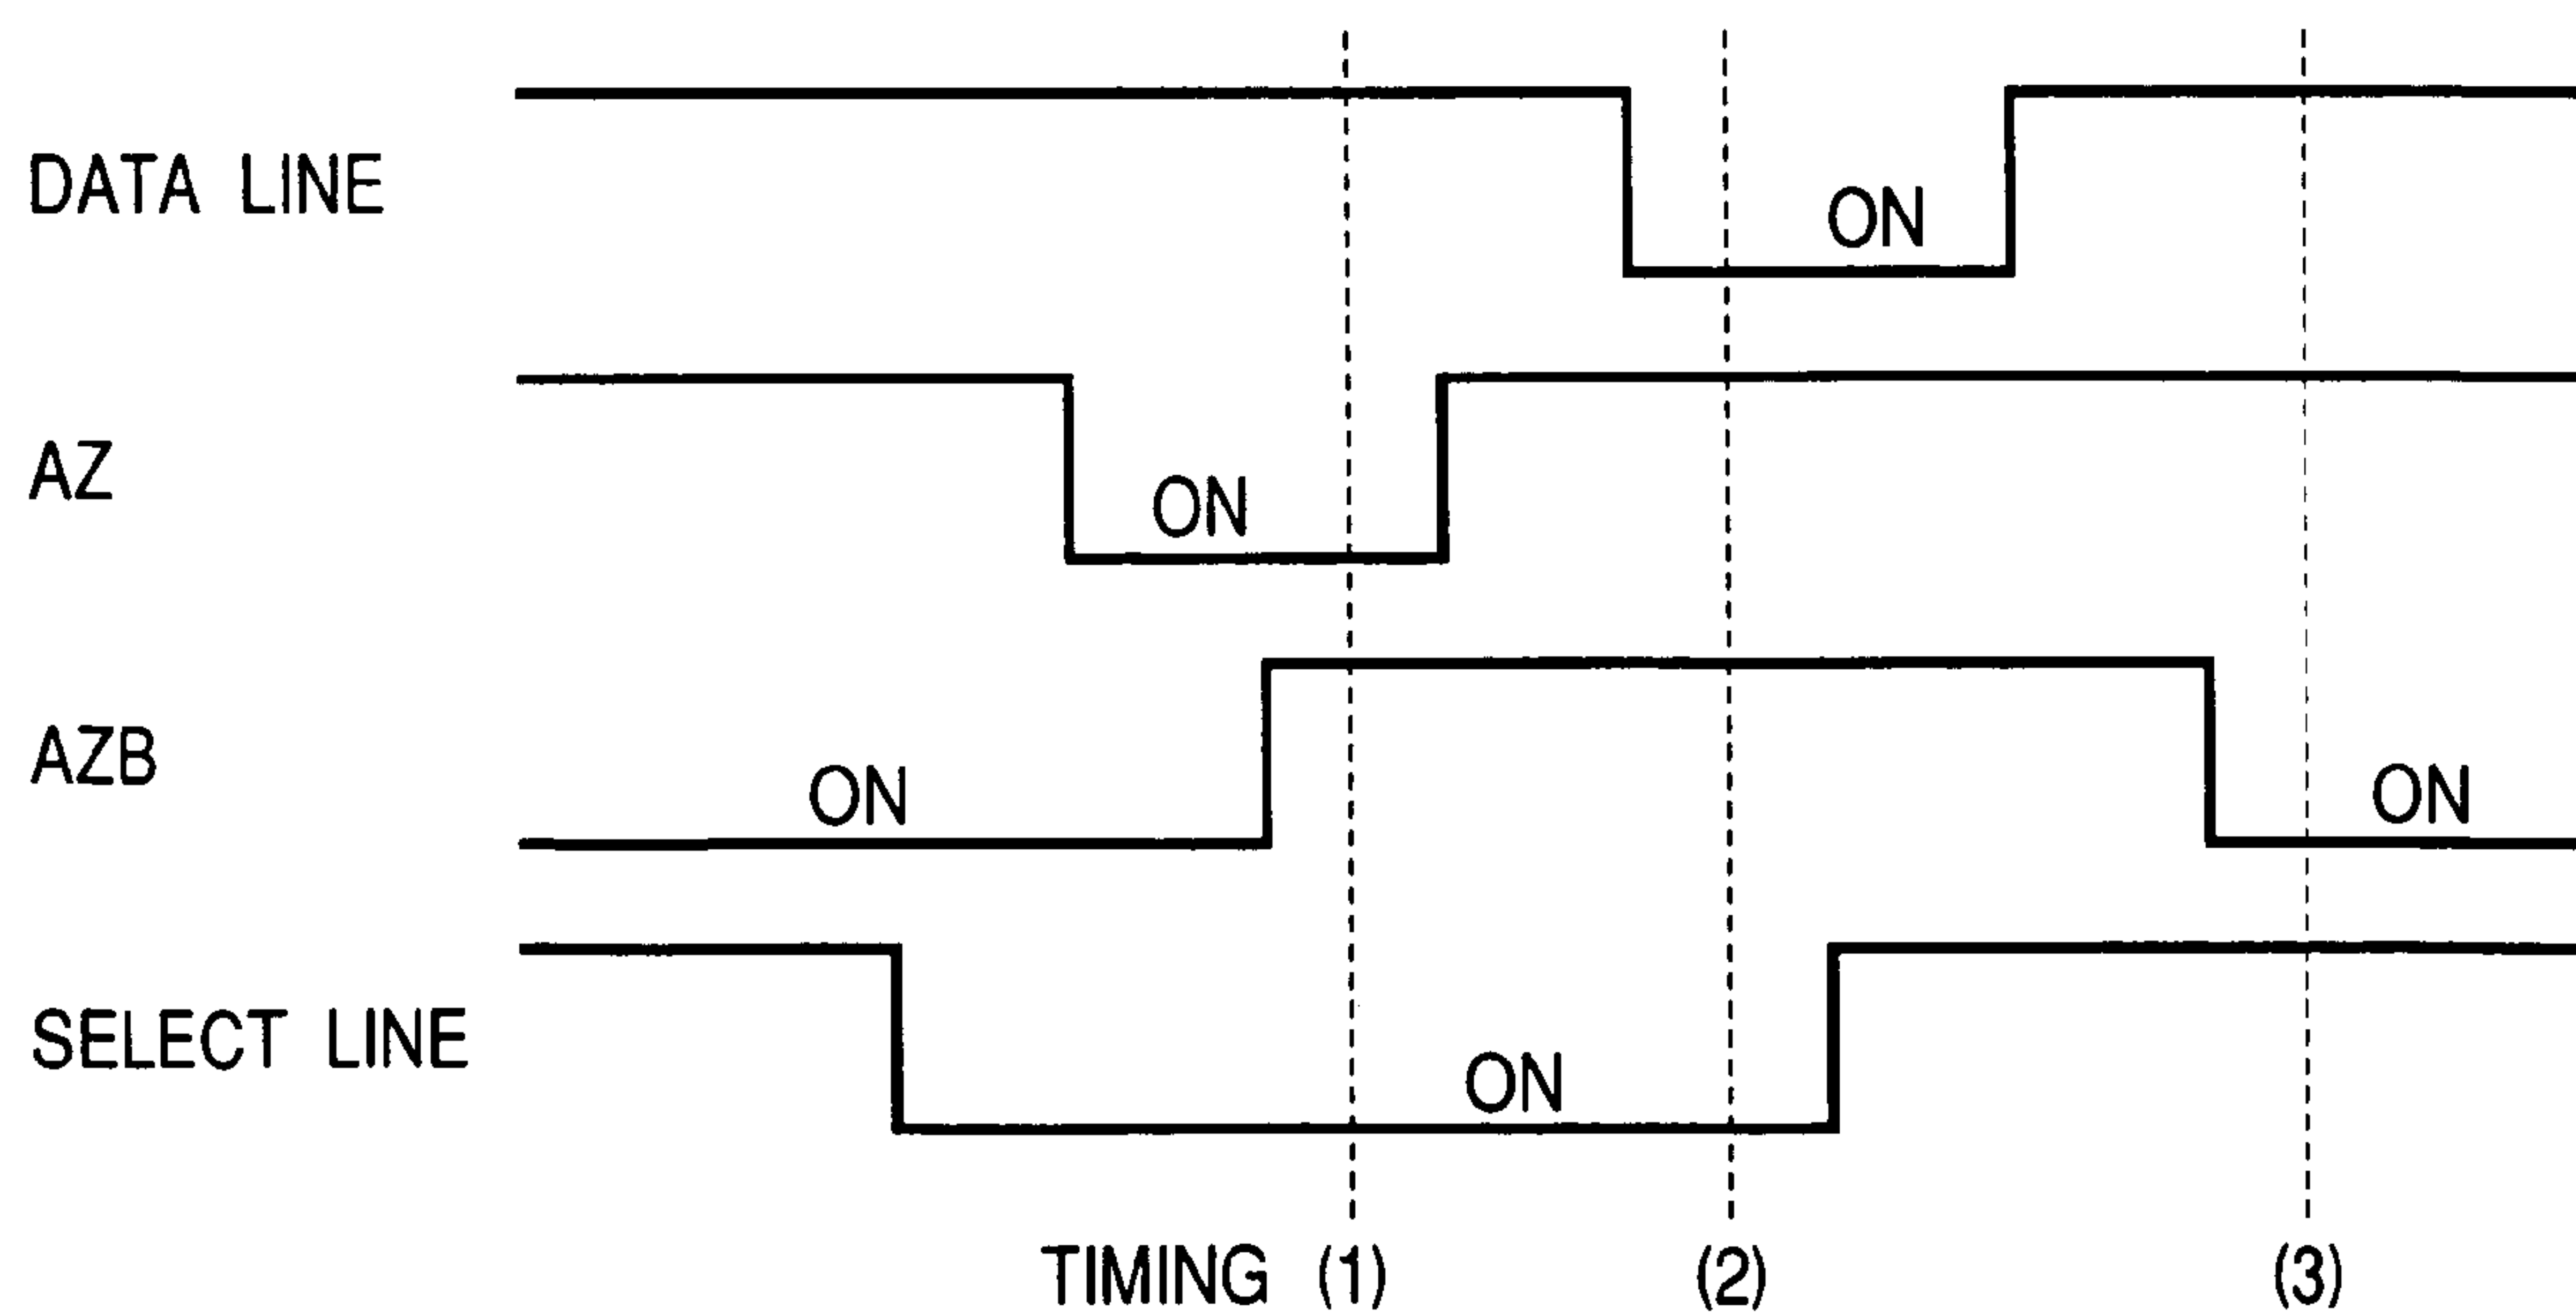 DATA LINE
ON
AZ
ON
AZB
ON
ON
SELECT LINE
ON
TIMING (1) (2) (3)